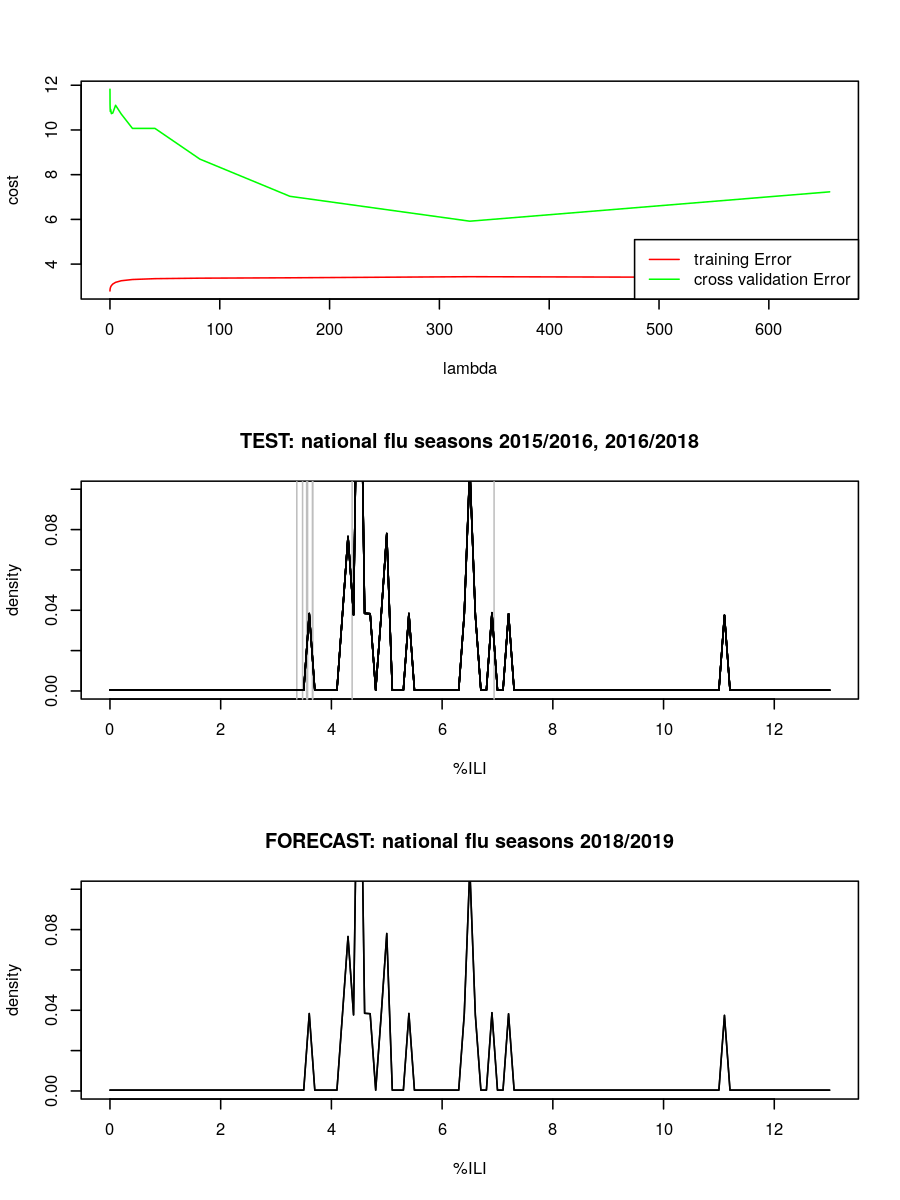 12
10
8
6
4
cost
training Error
cross validation Error
0 100 200 300 400 500 600
lambda
TEST: national flu seasons 2015/2016, 2016/2018
0.08
0.04
0.00
density
0 2 4 6 8 10 12
%ILI
FORECAST: national flu seasons 2018/2019
0.08
0.04
0.00
density
0 2 4 6 8 10 12
%ILI